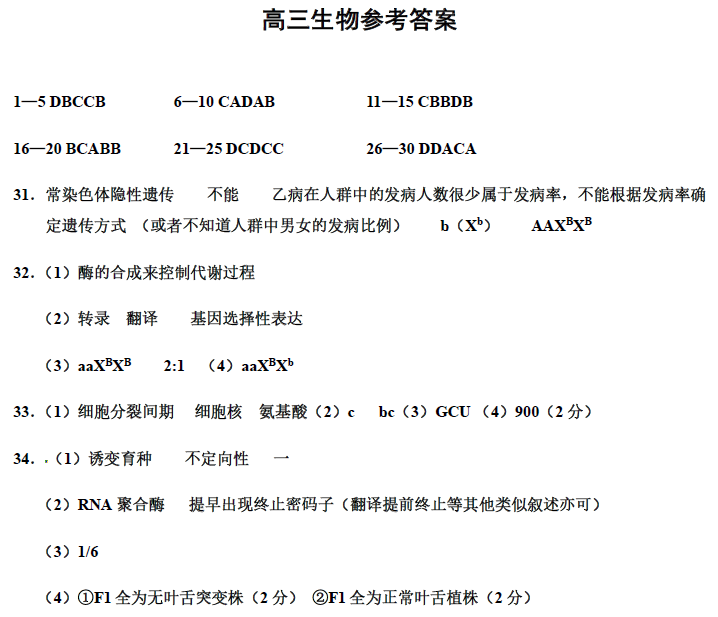 高三生物参考答案
1—5 DBCCB 6—10 CADAB 11—15 CBBDB
16—20 BCABB 21—25 DCDCC 26—30 DDACA
31．常染色体隐性遗传 不能 乙病在人群中的发病人数很少属于发病率，不能根据发病率确
定遗传方式 （或者不知道人群中男女的发病比例） b（Xᵇ） AAXᴮXᴮ
32．（1）酶的合成来控制代谢过程
（2）转录 翻译 基因选择性表达
（3）aaXᴮXᴮ 2:1 （4）aaXᴮXᵇ
33．（1）细胞分裂间期 细胞核 氨基酸（2）c bc（3）GCU （4）900（2 分）
34．.（1）诱变育种 不定向性 一
（2）RNA 聚合酶 提早出现终止密码子（翻译提前终止等其他类似叙述亦可）
（3）1/6
（4）①F1 全为无叶舌突变株（2 分） ②F1 全为正常叶舌植株（2 分）